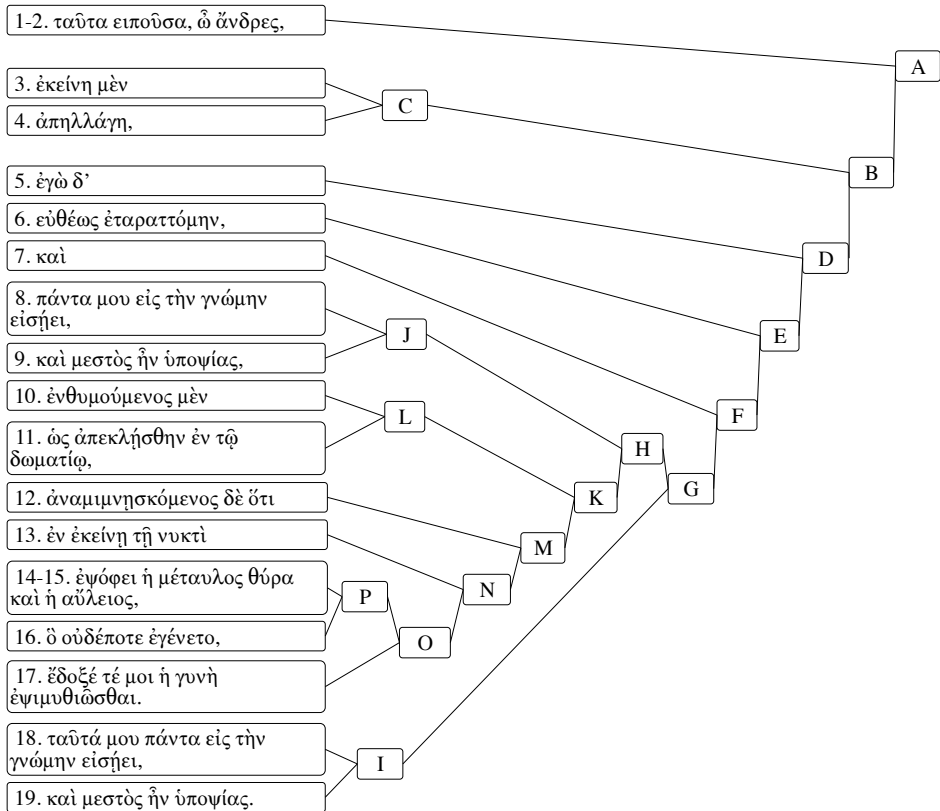 1-2. ταῦτα ειποῦσα, ὦ ἄνδρες,
A
3. ἐκείνη μὲν
C
4. ἀπηλλάγη,
B
5. ἐγὼ δ’
6. εὐθέως ἐταραττόμην,
D
7. καὶ
8. πάντα μου εἰς τὴν γνώμην
εἰσῄει,
J
E
9. καὶ μεστὸς ἦν ὑποψίας,
10. ἐνθυμούμενος μὲν
L
F
11. ὡς ἀπεκλῄσθην ἐν τῷ
δωματίῳ,
H
12. ἀναμιμνῃσκόμενος δὲ ὅτι
K
G
13. ἐν ἐκείνῃ τῇ νυκτὶ
M
14-15. ἐψόφει ἡ μέταυλος θύρα
καὶ ἡ αὔλειος,
P
N
16. ὃ οὐδέποτε ἐγένετο,
O
17. ἔδοξέ τέ μοι ἡ γυνὴ
ἐψιμυθιῶσθαι.
18. ταῦτά μου πάντα εἰς τὴν
γνώμην εἰσῄει,
I
19. καὶ μεστὸς ἦν ὑποψίας.